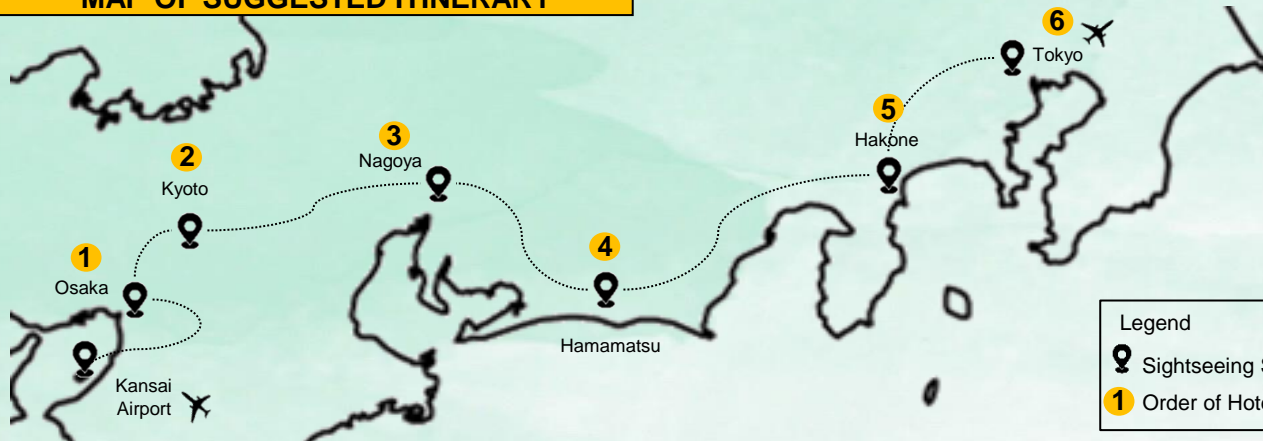 MAP OF SUGGESTED ITINERARY
6
Tokyo
5
Hakone
3
Nagoya
2
Kyoto
4
1
Osaka
Hamamatsu
Kansai
Airport
Legend
Sightseeing
1 Order of